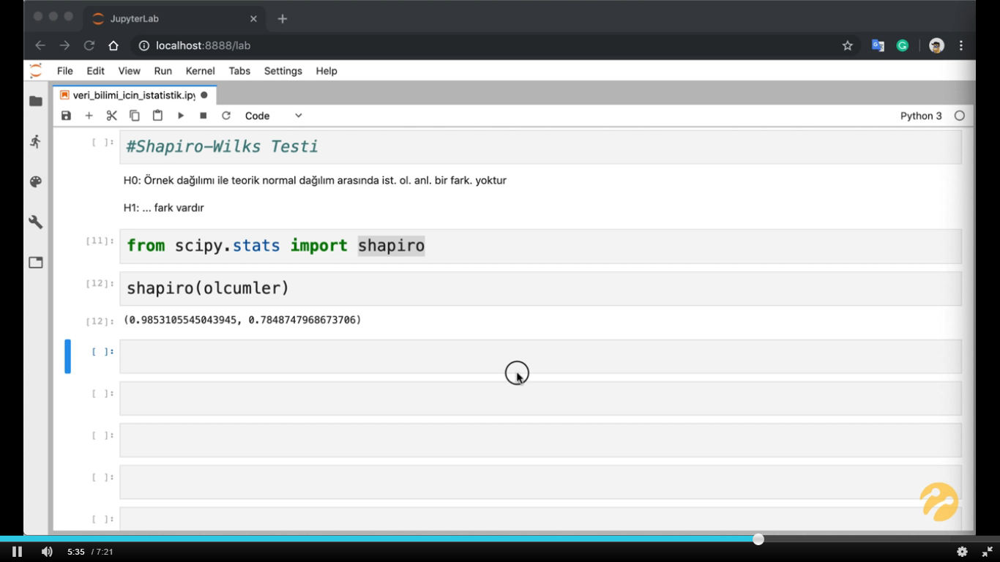 JupyterLab
localhost:8888/lab
File Edit View Run Kernel Tabs Settings Help
veri_bilimi_icin_istatistik.ipy
Code Python 3
[ ]: #Shapiro-Wilks Testi
H0: Örnek dağılımı ile teorik normal dağılım arasında ist. ol. anl. bir fark. yoktur
H1: ... fark vardır
[11]: from scipy.stats import shapiro
[12]: shapiro(olcumler)
[12]: (0.9853105545043945, 0.7848747968673706)
[ ]:
[ ]:
[ ]:
[ ]:
[ ]:
5:35 / 7:21